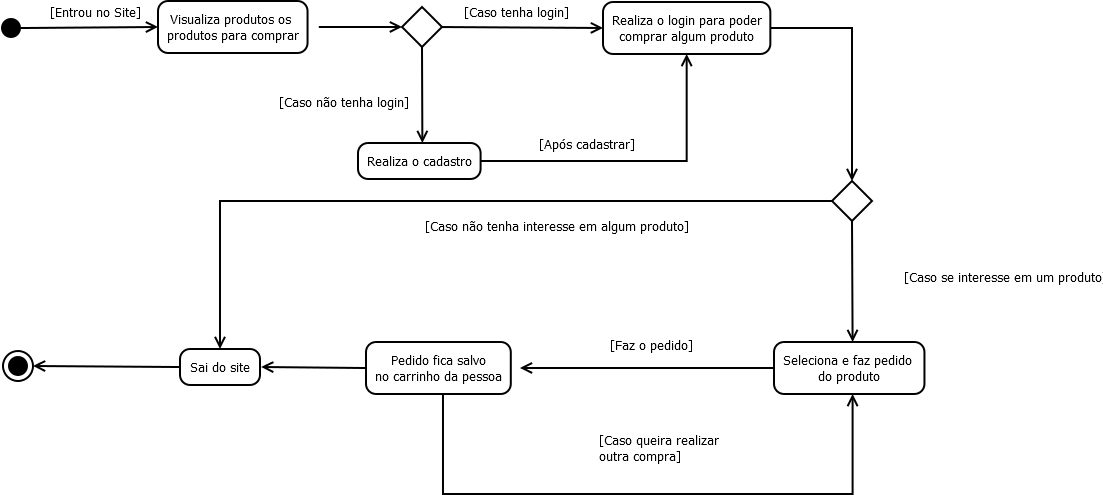 [Entrou no Site]
Visualiza produtos os
produtos para comprar
[Caso tenha login]
Realiza o login para poder
comprar algum produto
[Caso não tenha login]
Realiza o cadastro
[Após cadastrar]
[Caso não tenha interesse em algum produto]
[Caso se interesse em um produto]
Sai do site
Pedido fica salvo
no carrinho da pessoa
[Faz o pedido]
Seleciona e faz pedido
do produto
[Caso queira realizar
outra compra]